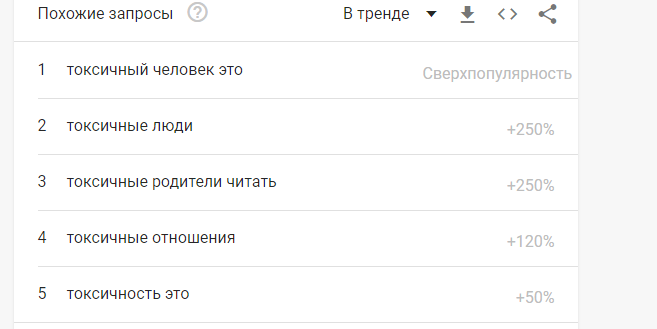 Похожие запросы ? В тренде
1 токсичный человек это Сверхпопулярность
2 токсичные люди +250%
3 токсичные родители читать +250%
4 токсичные отношения +120%
5 токсичность это +50%